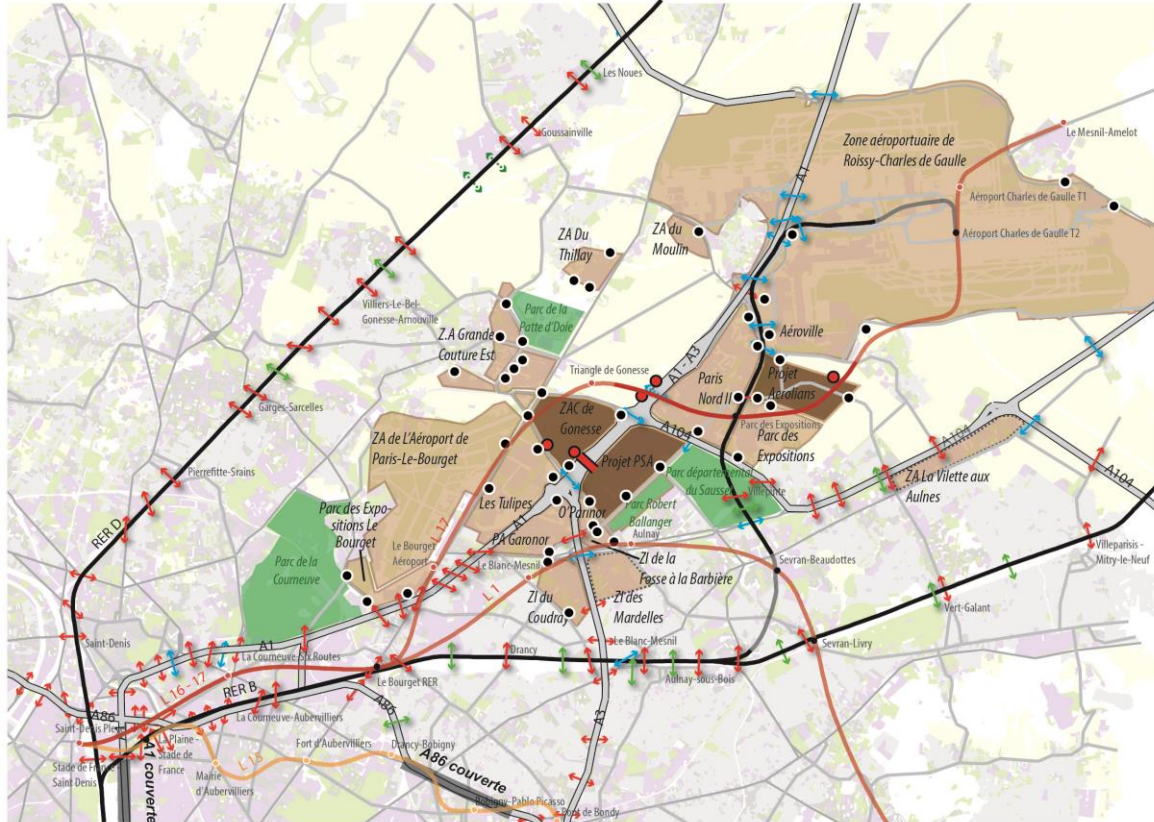 Les Noues
Goussainville
A1
Zone aéroportuaire de
Roissy-Charles de Gaulle
Le Mesnil-Amelot
Aéroport Charles de Gaulle T1
Aéroport Charles de Gaulle T2
ZA du
Moulin
ZA Du
Thillay
Villiers-Le-Bel-
Gonesse-Arnouville
Parc de la
Patte d'Doie
Z.A Grande
Couture Est
Aéroville
A1 - A3
Triangle de Gonesse
Paris
Nord II
Projet
Aerolians
Garges-Sarcelles
ZAC de
Gonesse
A104
Parc des Expositions
Parc des
Expositions
ZA de L'Aéroport de
Paris-Le-Bourget
Projet PSA
A104
A104
Pierrefitte-Srains
Parc départemental
du Sausset
Villepinte
ZA La Vilette aux
Aulnes
Les Tulipes
O'Parinor
Parc Robert
Ballanger
Parc des Expo-
sitions Le
Bourget
L 17
A1
RER D
Aulnay
PA Garonor
Le Bourget
Aéroport
Le Blanc-Mesnil
ZI de la
Fosse à la Barbière
Sevran-Beaudottes
Villeparisis -
Mitry-le-Neuf
Parc de la
Courneuve
L 1
ZI du
Coudray
ZI des
Mardelles
Vert-Galant
Saint-Denis
A1
La Courneuve-Six Routes
Drancy
Le Blanc-Mesnil
Sevran-Livry
Le Bourget RER
Aulnay-sous-Bois
L 16 - 17
RER B
A86
La Courneuve-Aubervilliers
A86
A3
Saint-Denis Pleyel
La Plaine -
Stade de
France
Stade de France
Saint Denis
A1 couverte
L 15
Fort d'Aubervilliers
Drancy-Bobigny
Mairie
d'Aubervilliers
A86 couverte
Bobigny-Pablo Picasso
Pont de Bondy